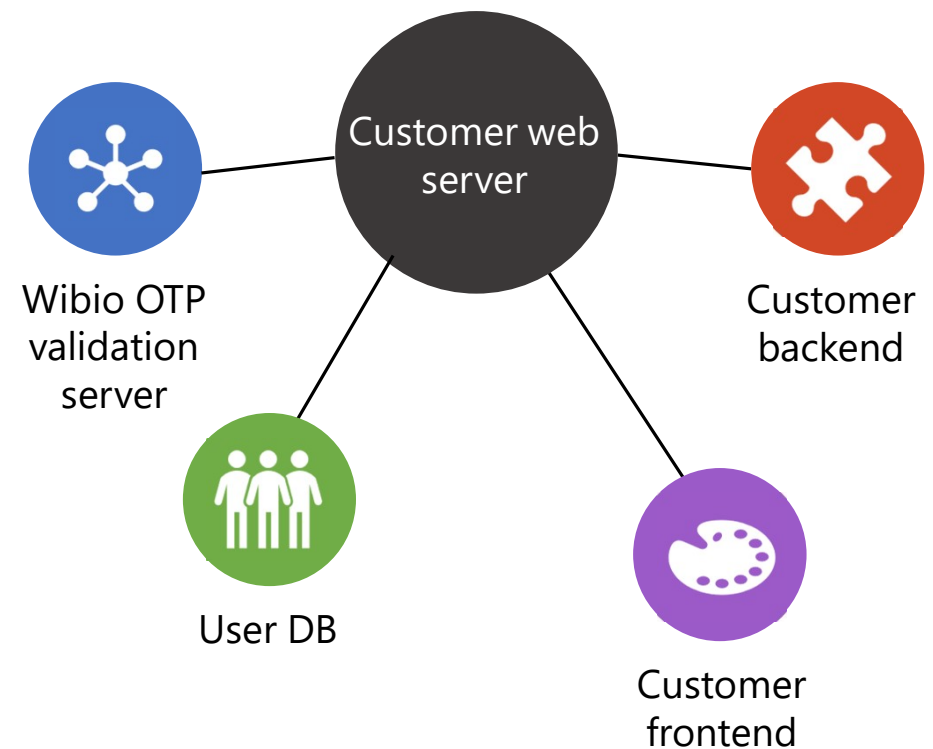 Customer web
server
Wibio OTP
validation
server
Customer
backend
User DB
Customer
frontend